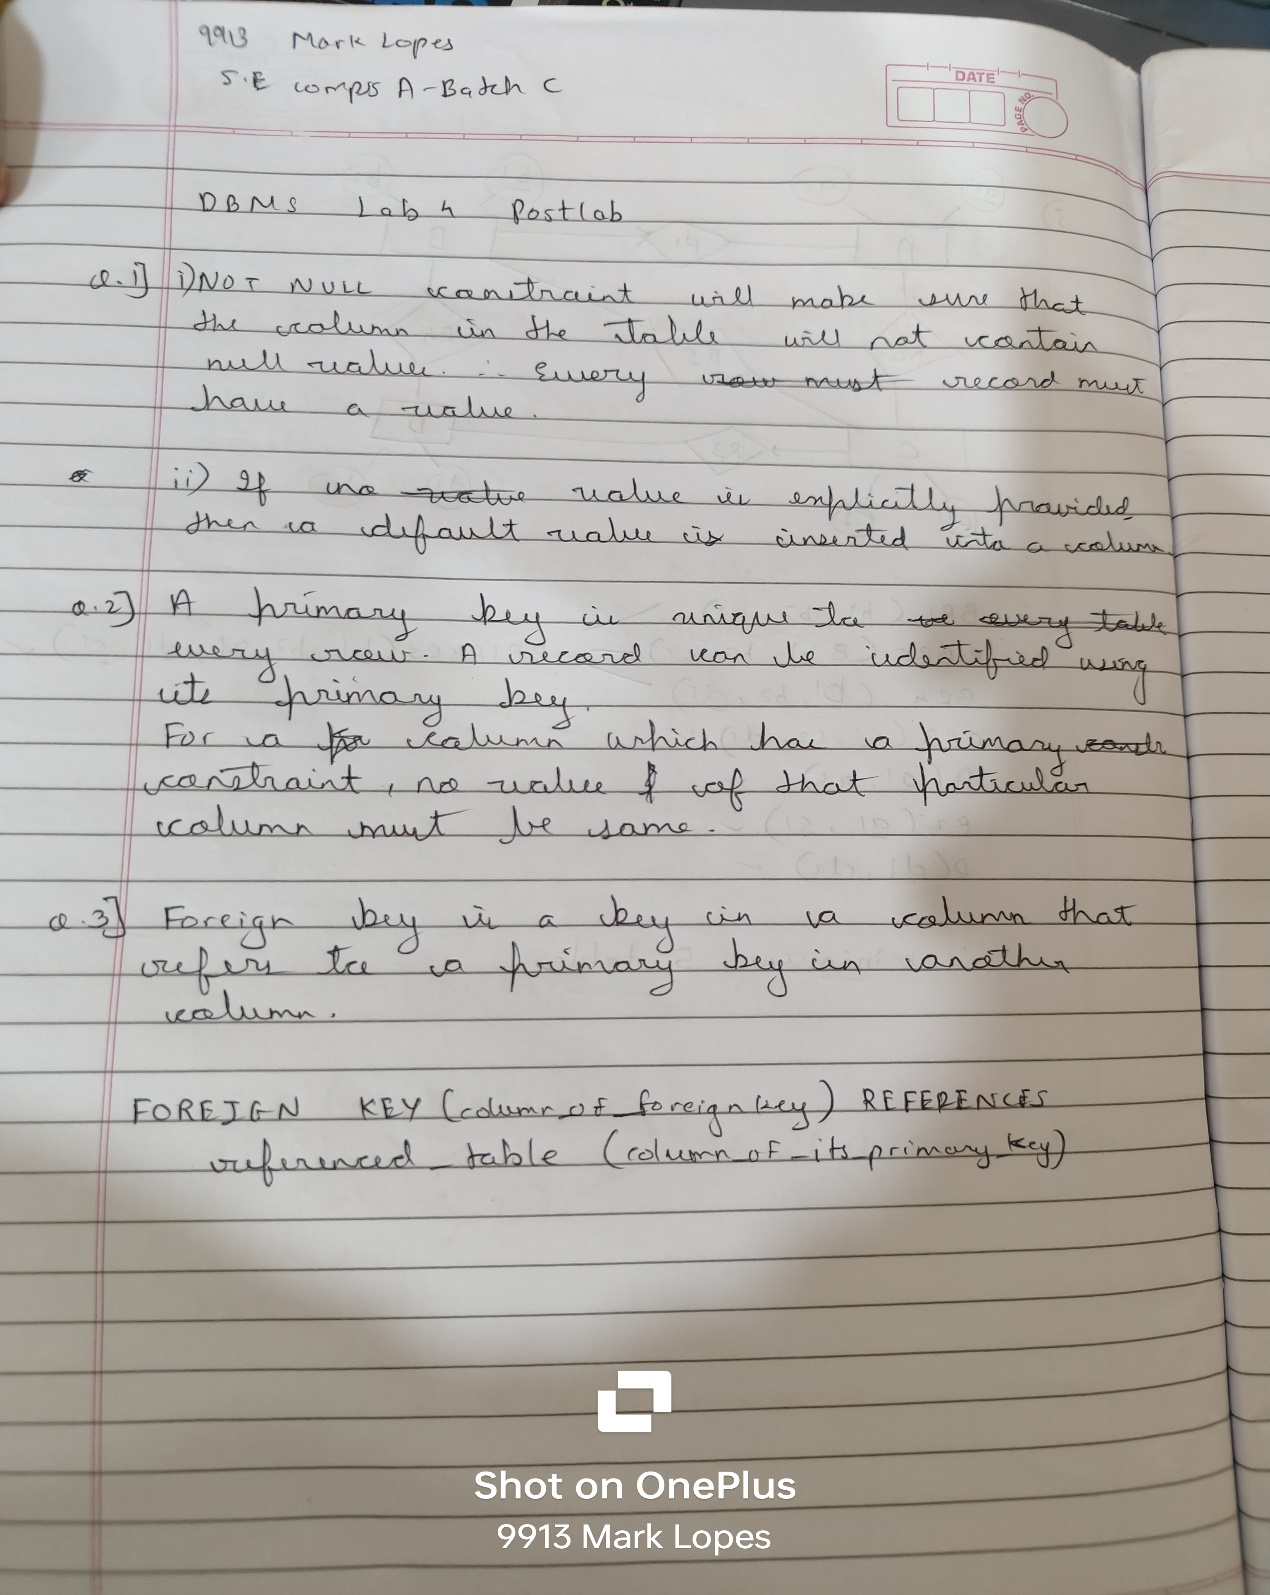 9913 Mark Lopes
S.E comps A-Batch C
DATE
PAGE NO.
DBMS Lab 4 Postlab
Q.1] i) NOT NULL constraint will make sure that
the column in the table will not contain
null value. ∴ Every row must record must
have a value.
ii) If no value value is explicitly provided
then a default value is inserted into a column
Q.2] A primary key is unique to every table
every row. A record can be identified using
its primary key.
For a for column which has a primary
constraint, no value of that particular
column must be same.
Q.3] Foreign key is a key in a column that
refers to a primary key in another
column.
FOREIGN KEY (column_of_foreign key) REFERENCES
referenced_table (column_of_its_primary_key)
Shot on OnePlus
9913 Mark Lopes